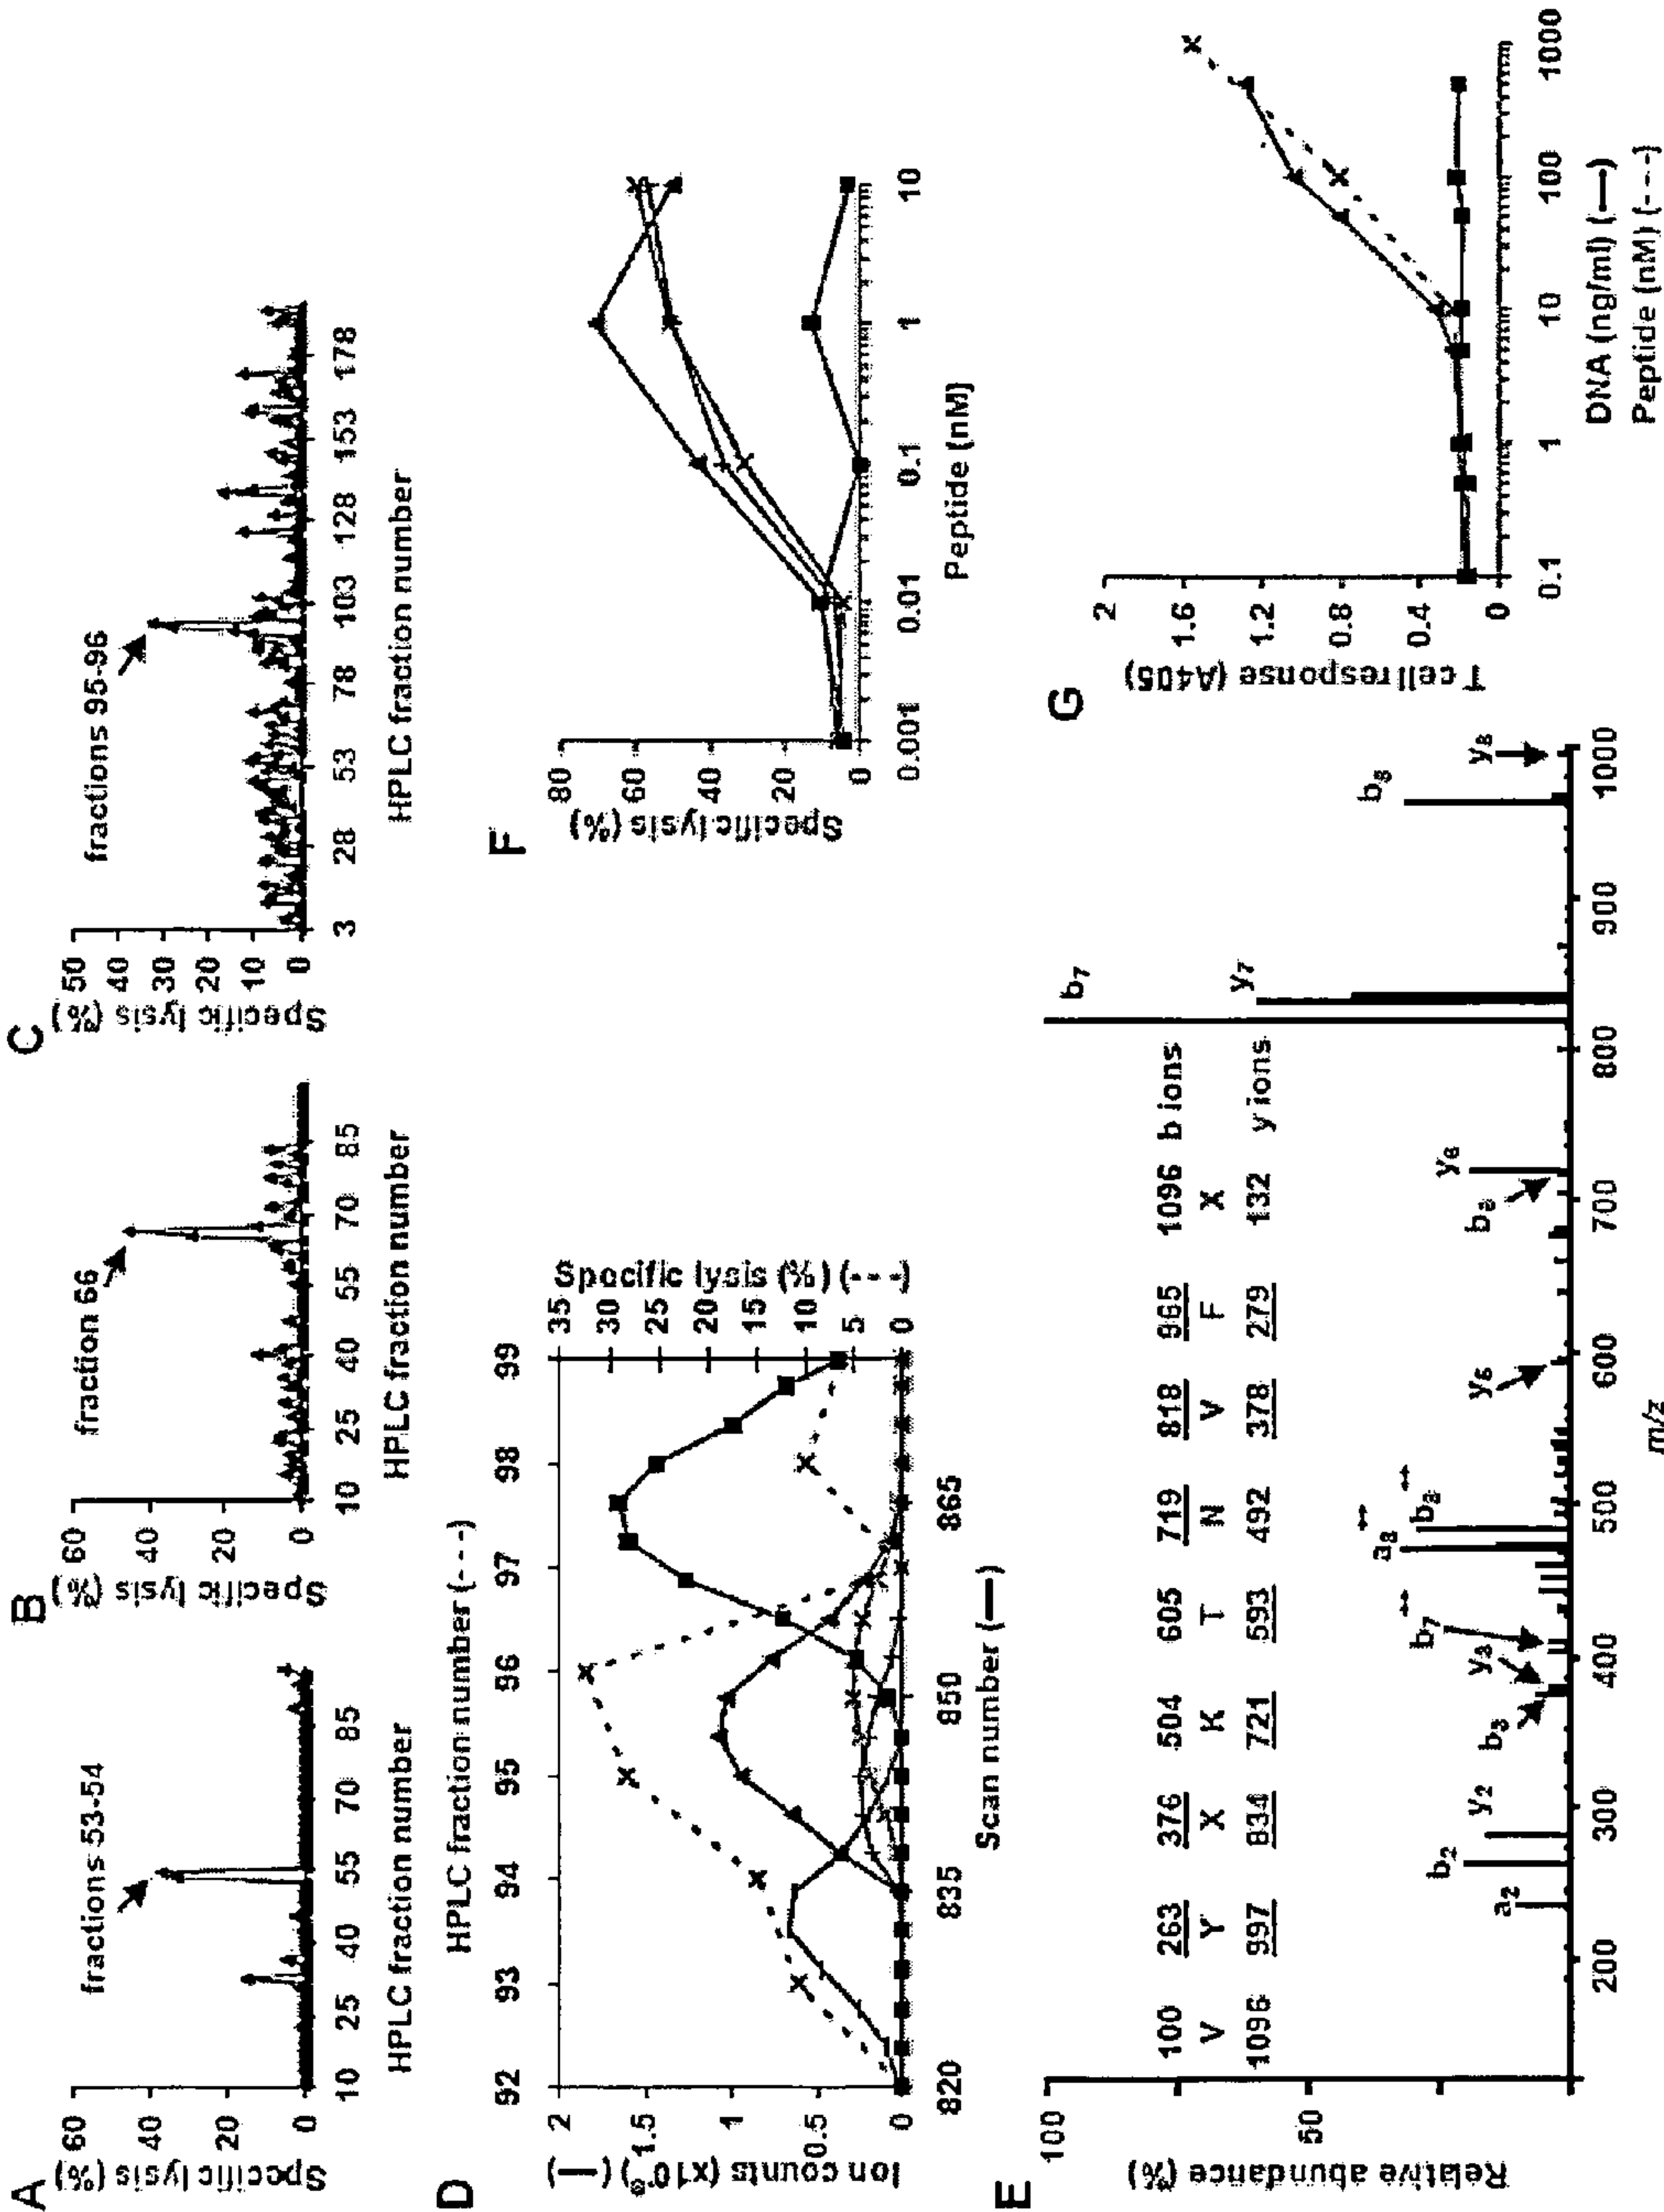 A
Specific lysis (%)
60
40
20
0
10 25 40 55 70 85
HPLC fraction number
fractions 53-54
B
Specific lysis (%)
60
40
20
0
10 25 40 55 70 85
HPLC fraction number
fraction 66
C
Specific lysis (%)
50
40
30
20
10
0
3 28 53 78 103 128 153 178
HPLC fraction number
fractions 95-96
D
HPLC fraction number (---)
92 93 94 95 96 97 98 99
Ion counts (x10⁻⁸) (—)
2
1.5
1
0.5
0
820 835 850 865
Scan number (—)
Specific lysis (%) (---)
35
30
25
20
15
10
5
0
E
Relative abundance (%)
100
50
100 263 376 504 605 719 818 965 1096 b ions
V Y X K T N V F X
1096 997 834 721 593 492 378 279 132 y ions
a₂
b₂
y₂
b₃
y₃
b₇ ++
a₈ ++
b₈ ++
y₅
b₆
y₆
b₇
y₇
b₈
y₈
200 300 400 500 600 700 800 900 1000
m/z
F
Specific lysis (%)
80
60
40
20
0
0.001 0.01 0.1 1 10
Peptide (nM)
G
T cell response (A405)
2
1.6
1.2
0.8
0.4
0
0.1 1 10 100 1000
DNA (ng/ml) (—)
Peptide (nM) (---)